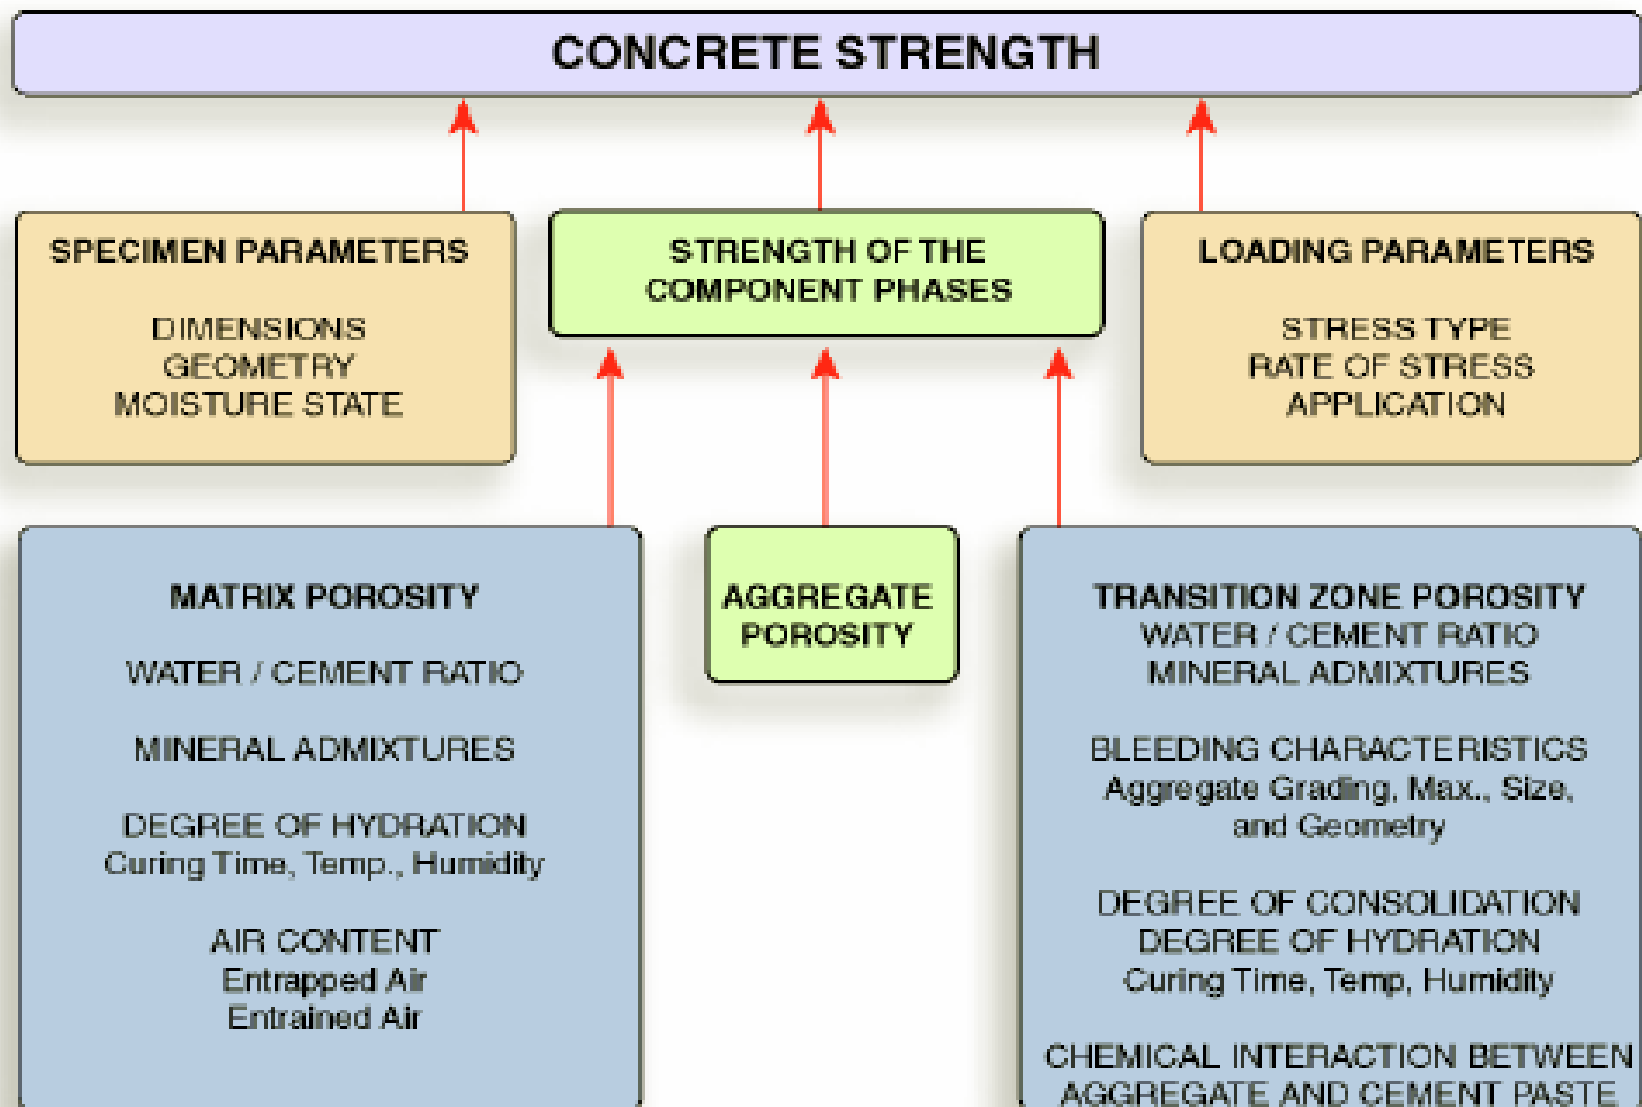 CONCRETE STRENGTH
SPECIMEN PARAMETERS
DIMENSIONS
GEOMETRY
MOISTURE STATE
STRENGTH OF THE
COMPONENT PHASES
LOADING PARAMETERS
STRESS TYPE
RATE OF STRESS
APPLICATION
MATRIX POROSITY
WATER / CEMENT RATIO
MINERAL ADMIXTURES
DEGREE OF HYDRATION
Curing Time, Temp., Humidity
AIR CONTENT
Entrapped Air
Entrained Air
AGGREGATE
POROSITY
TRANSITION ZONE POROSITY
WATER / CEMENT RATIO
MINERAL ADMIXTURES
BLEEDING CHARACTERISTICS
Aggregate Grading, Max., Size,
and Geometry
DEGREE OF CONSOLIDATION
DEGREE OF HYDRATION
Curing Time, Temp, Humidity
CHEMICAL INTERACTION BETWEEN
AGGREGATE AND CEMENT PASTE